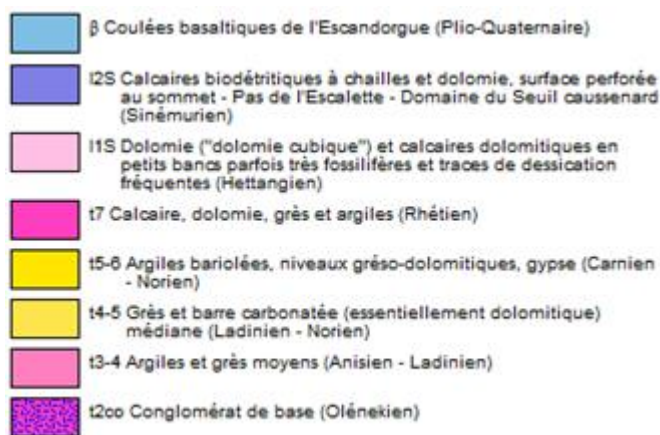 β Coulées basaltiques de l'Escandorgue (Plio-Quaternaire)
l2S Calcaires biodétritiques à chailles et dolomie, surface perforée
au sommet - Pas de l'Escalette - Domaine du Seuil caussenard
(Sinémurien)
l1S Dolomie ("dolomie cubique") et calcaires dolomitiques en
petits bancs parfois très fossilifères et traces de dessication
fréquentes (Hettangien)
t7 Calcaire, dolomie, grès et argiles (Rhétien)
t5-6 Argiles bariolées, niveaux gréso-dolomitiques, gypse (Carnien
- Norien)
t4-5 Grès et barre carbonatée (essentiellement dolomitique)
médiane (Ladinien - Norien)
t3-4 Argiles et grès moyens (Anisien - Ladinien)
t2co Conglomérat de base (Olénekien)